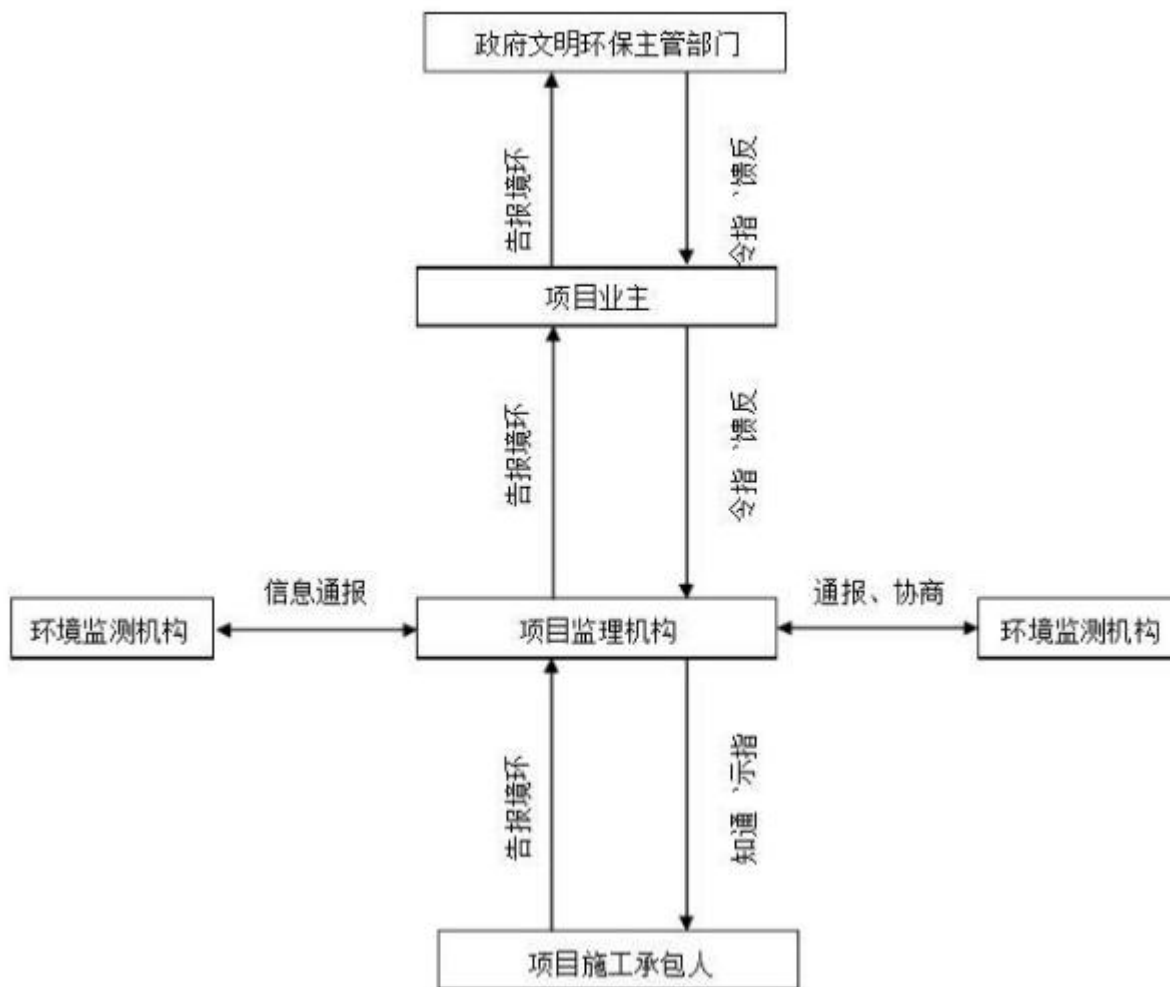 政府文明环保主管部门
环境报告
反馈、指令
项目业主
环境报告
反馈、指令
信息通报
通报、协商
环境监测机构
项目监理机构
环境监测机构
环境报告
指示、通知
项目施工承包人